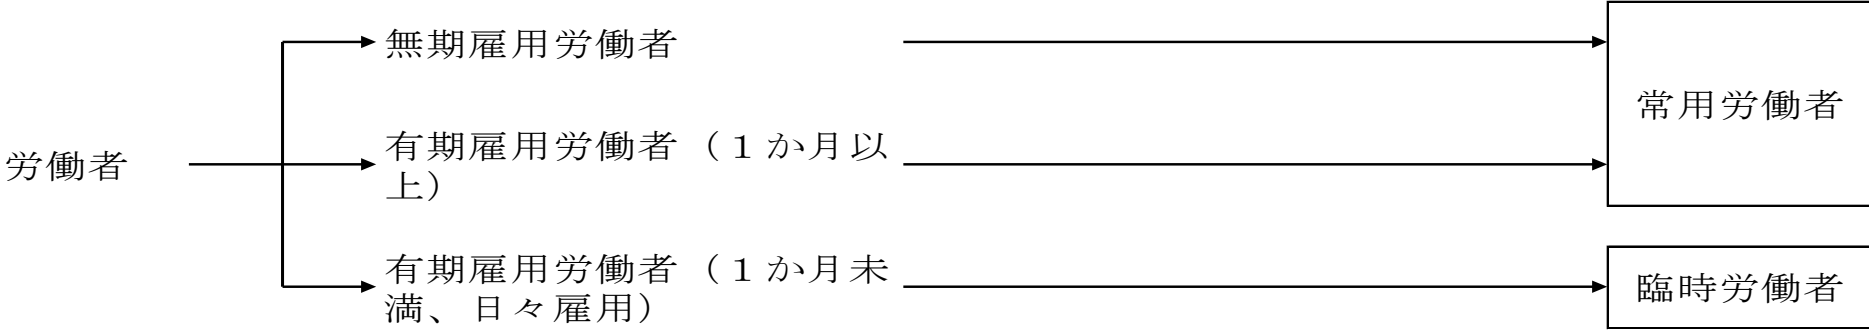 無期雇用労働者
常用労働者
労働者
有期雇用労働者（１か月以
上）
有期雇用労働者（１か月未
満、日々雇用）
臨時労働者